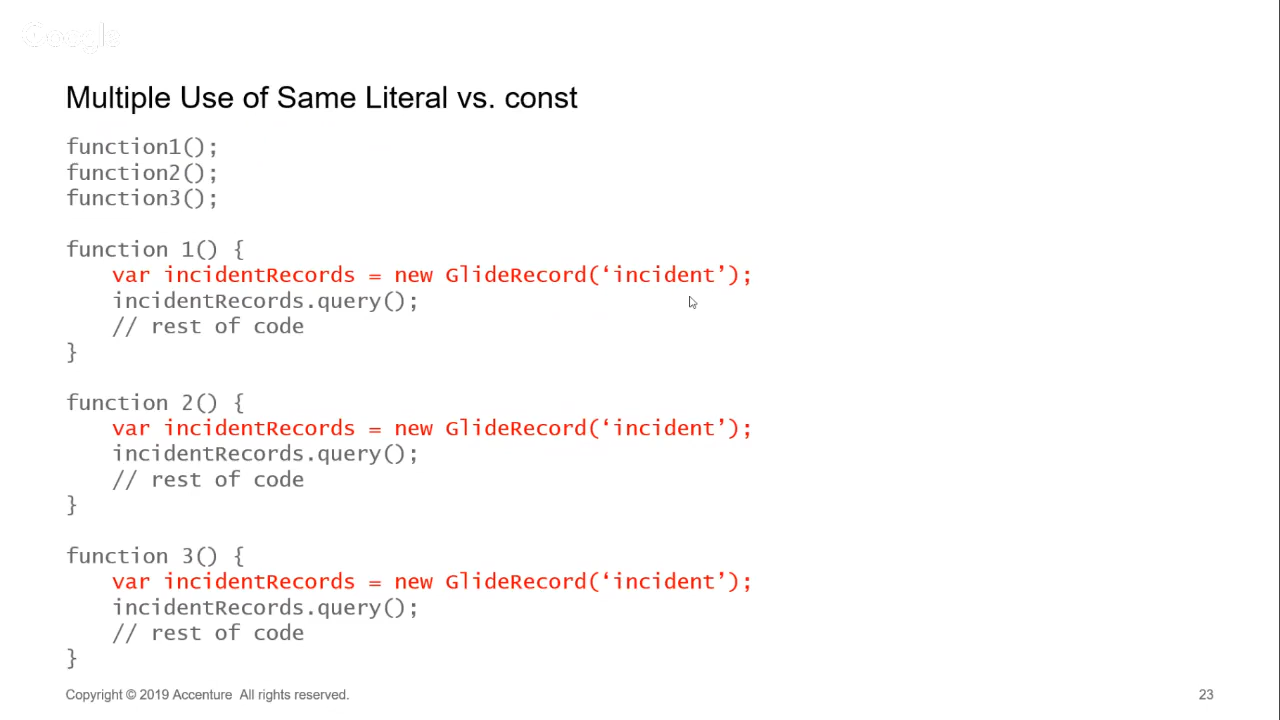 Google
Multiple Use of Same Literal vs. const
function1();
function2();
function3();
function 1() {
var incidentRecords = new GlideRecord(‘incident’);
incidentRecords.query();
// rest of code
}
function 2() {
var incidentRecords = new GlideRecord(‘incident’);
incidentRecords.query();
// rest of code
}
function 3() {
var incidentRecords = new GlideRecord(‘incident’);
incidentRecords.query();
// rest of code
}
Copyright © 2019 Accenture All rights reserved.
23